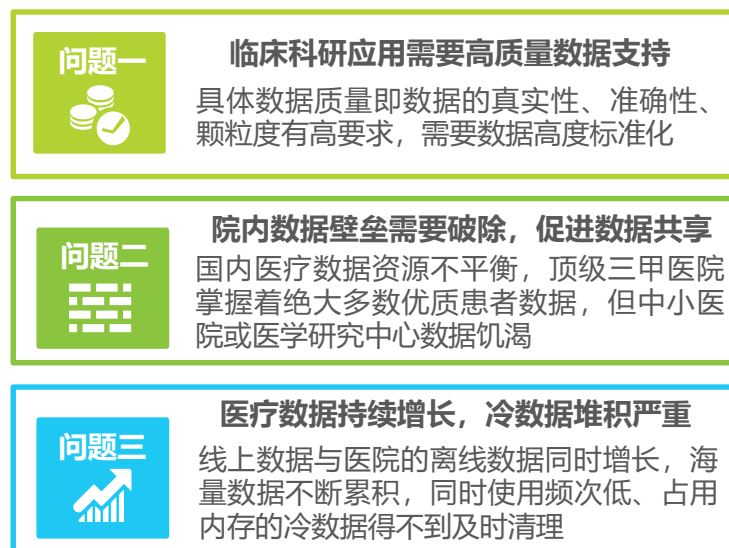 问题一
临床科研应用需要高质量数据支持
具体数据质量即数据的真实性、准确性、
颗粒度有高要求，需要数据高度标准化
问题二
院内数据壁垒需要破除，促进数据共享
国内医疗数据资源不平衡，顶级三甲医院
掌握着绝大多数优质患者数据，但中小医
院或医学研究中心数据饥渴
问题三
医疗数据持续增长，冷数据堆积严重
线上数据与医院的离线数据同时增长，海
量数据不断累积，同时使用频次低、占用
内存的冷数据得不到及时清理